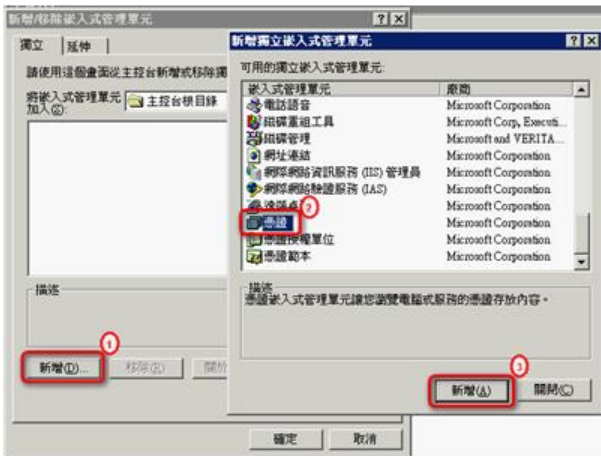 新增/移除嵌入式管理單元
獨立
延伸
請使用這個畫面從主控台新增或移除獨
將嵌入式管理單元加入(S):
主控台根目錄
描述
1
新增(D)...
移除(R)
關於
確定
取消
新增獨立嵌入式管理單元
可用的獨立嵌入式管理單元:
嵌入式管理單元 廠商
電話語音 Microsoft Corporation
磁碟重組工具 Microsoft Corp, Executi...
磁碟管理 Microsoft and VERITA...
網址連結 Microsoft Corporation
網際網路資訊服務 (IIS) 管理員 Microsoft Corporation
網際網路驗證服務 (IAS) Microsoft Corporation
遠端桌 Microsoft Corporation
2
憑證 Microsoft Corporation
憑證授權單位 Microsoft Corporation
憑證範本 Microsoft Corporation
描述
憑證嵌入式管理單元讓您瀏覽電腦或服務的憑證存放內容。
3
新增(A)
關閉(C)